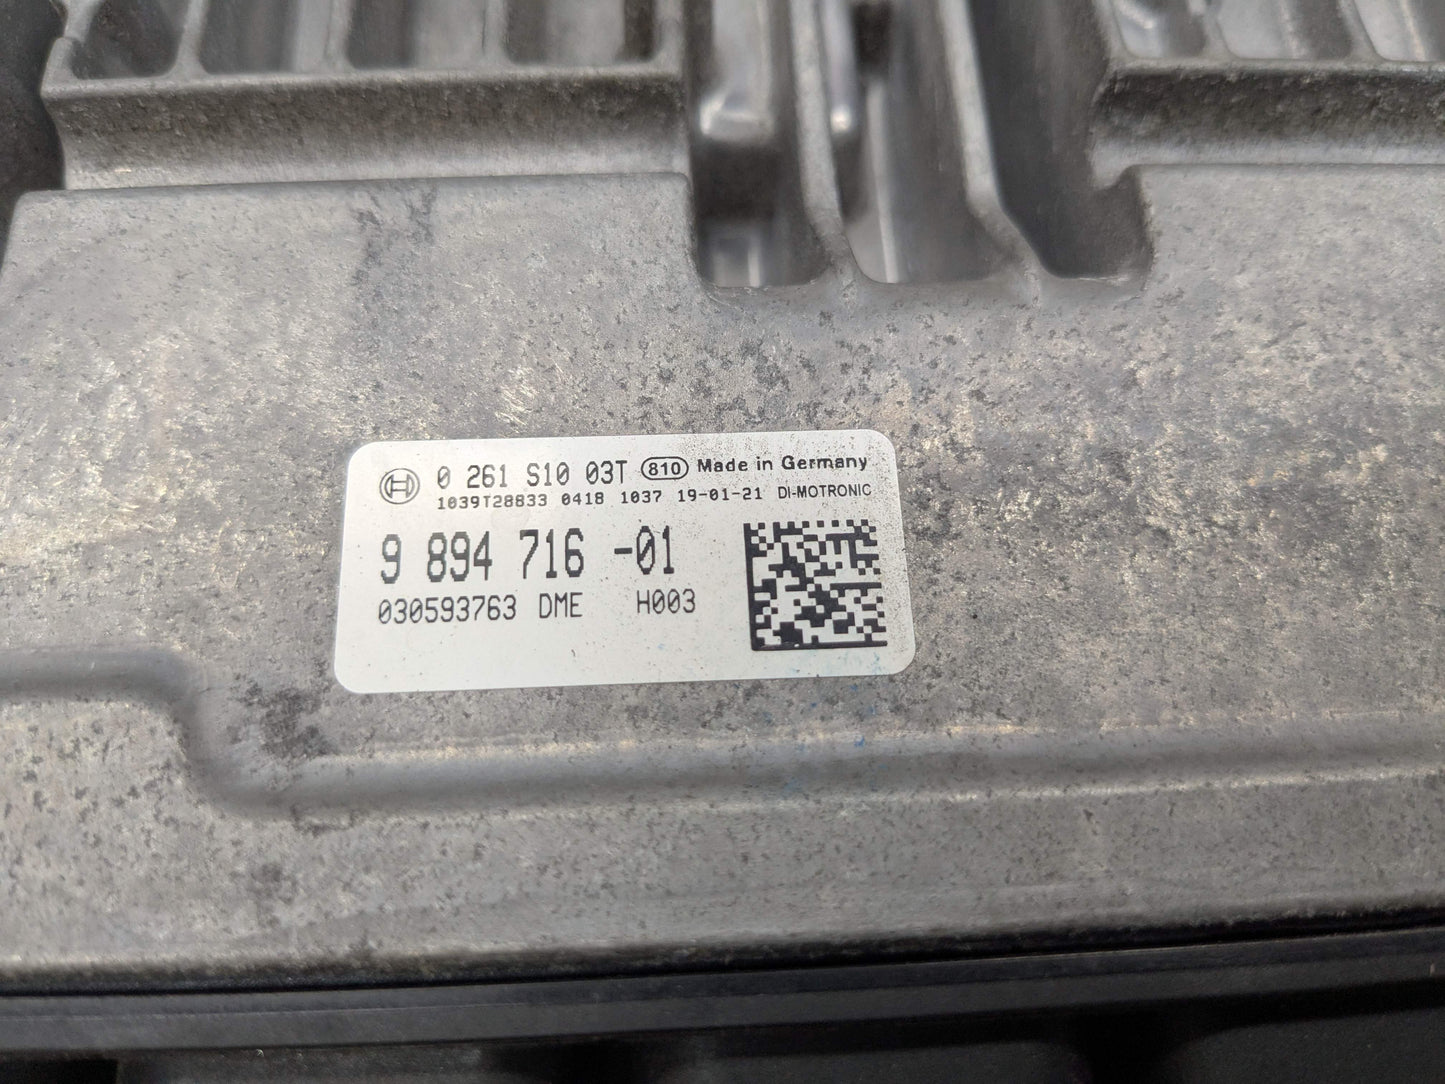 0 261 S10 03T 810 Made in Germany
1039T28833 0418 1037 19-01-21 DI-MOTRONIC
9 894 716 -01
030593763 DME H003